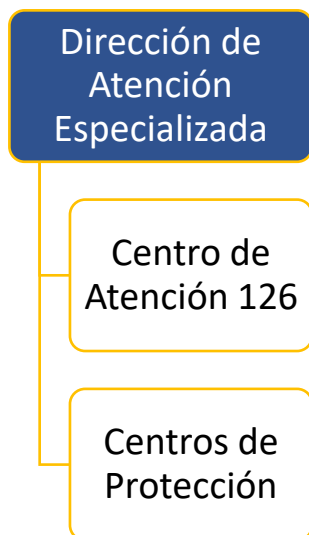 Dirección de
Atención
Especializada
Centro de
Atención 126
Centros de
Protección